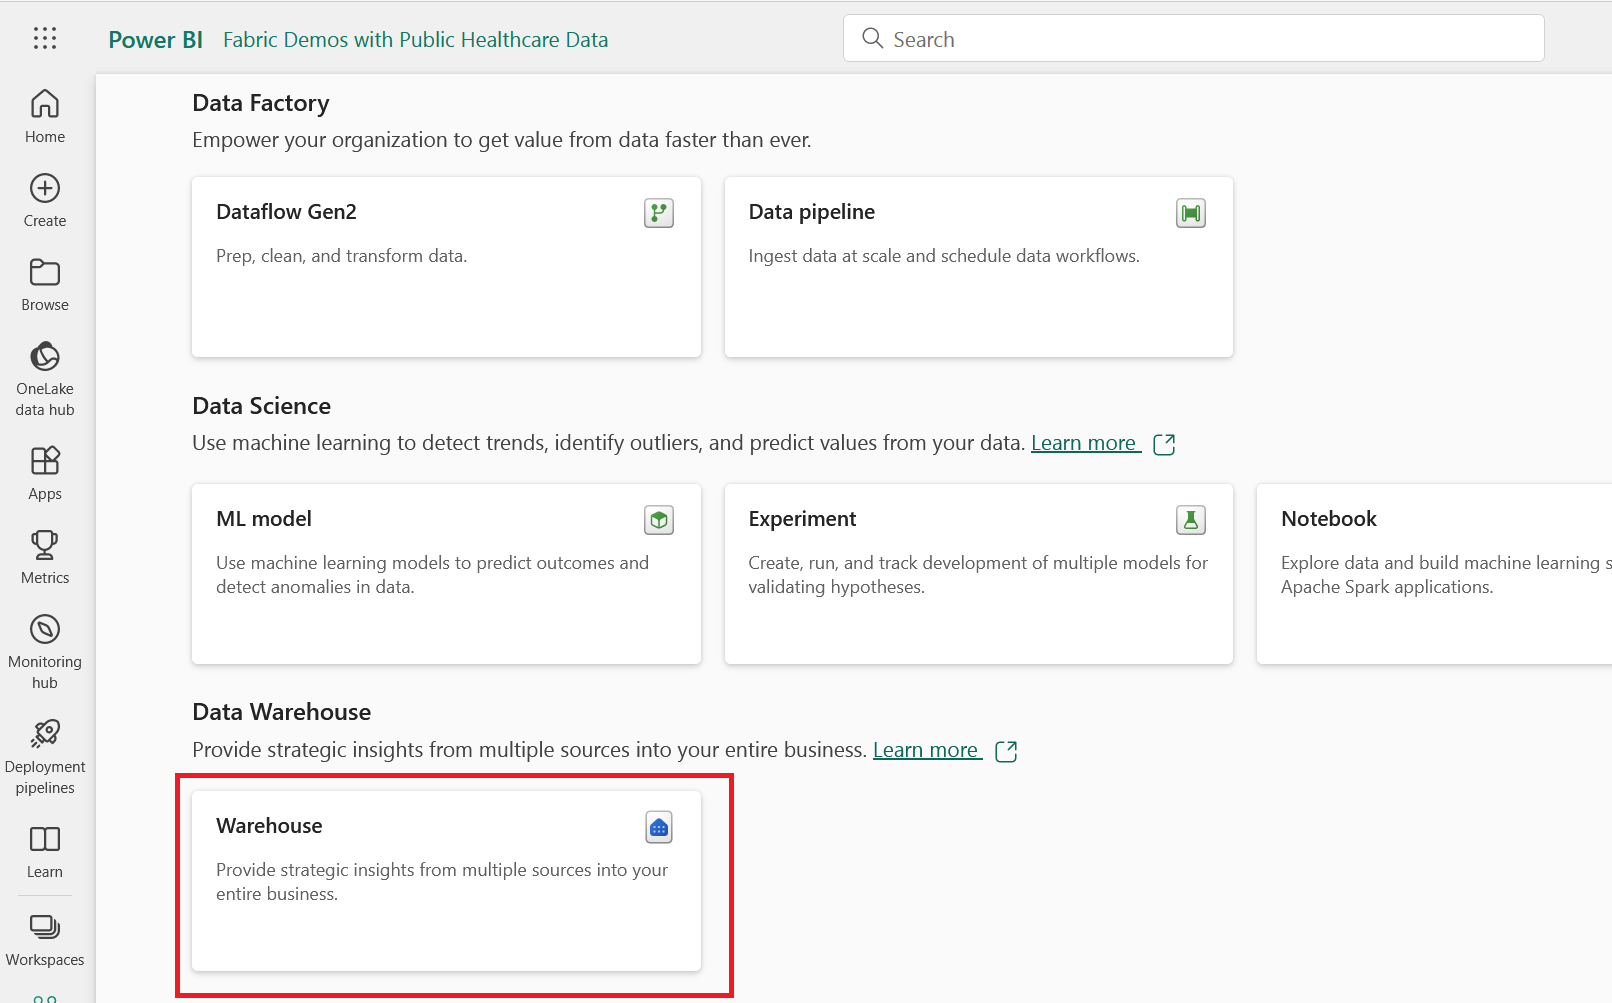 Power BI Fabric Demos with Public Healthcare Data Search
Home
Create
Browse
OneLake
data hub
Apps
Metrics
Monitoring
hub
Deployment
pipelines
Learn
Workspaces
Data Factory
Empower your organization to get value from data faster than ever.
Dataflow Gen2
Prep, clean, and transform data.
Data pipeline
Ingest data at scale and schedule data workflows.
Data Science
Use machine learning to detect trends, identify outliers, and predict values from your data. Learn more
ML model
Use machine learning models to predict outcomes and
detect anomalies in data.
Experiment
Create, run, and track development of multiple models for
validating hypotheses.
Notebook
Explore data and build machine learning s
Apache Spark applications.
Data Warehouse
Provide strategic insights from multiple sources into your entire business. Learn more
Warehouse
Provide strategic insights from multiple sources into your
entire business.